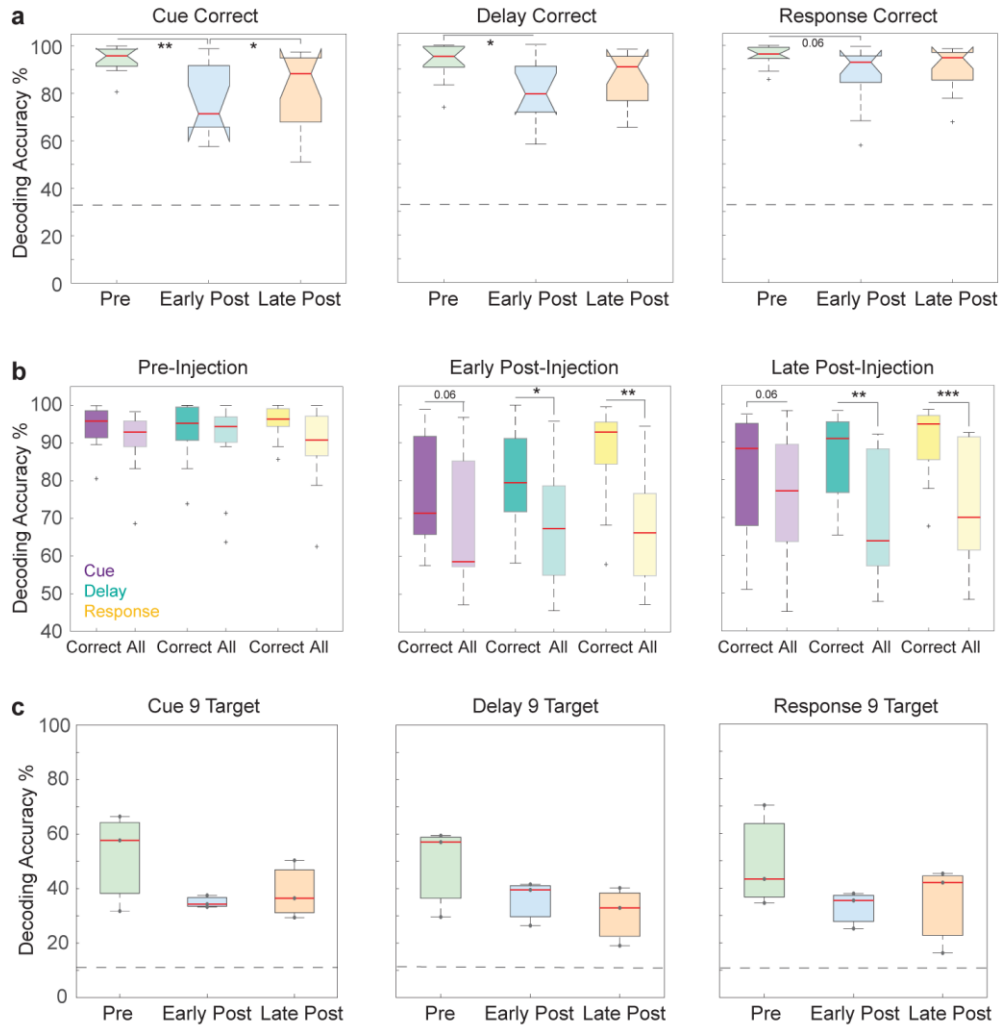 a
Cue Correct
Delay Correct
Response Correct
Decoding Accuracy %
100
80
60
40
20
0
**
*
*
0.06
Pre
Early Post
Late Post
Pre
Early Post
Late Post
Pre
Early Post
Late Post
b
Pre-Injection
Early Post-Injection
Late Post-Injection
Decoding Accuracy %
100
90
80
70
60
50
40
Cue
Delay
Response
0.06
*
**
0.06
**
***
Correct All
Correct All
Correct All
Correct All
Correct All
Correct All
Correct All
Correct All
Correct All
c
Cue 9 Target
Delay 9 Target
Response 9 Target
Decoding Accuracy %
100
80
60
40
20
0
Pre
Early Post
Late Post
Pre
Early Post
Late Post
Pre
Early Post
Late Post